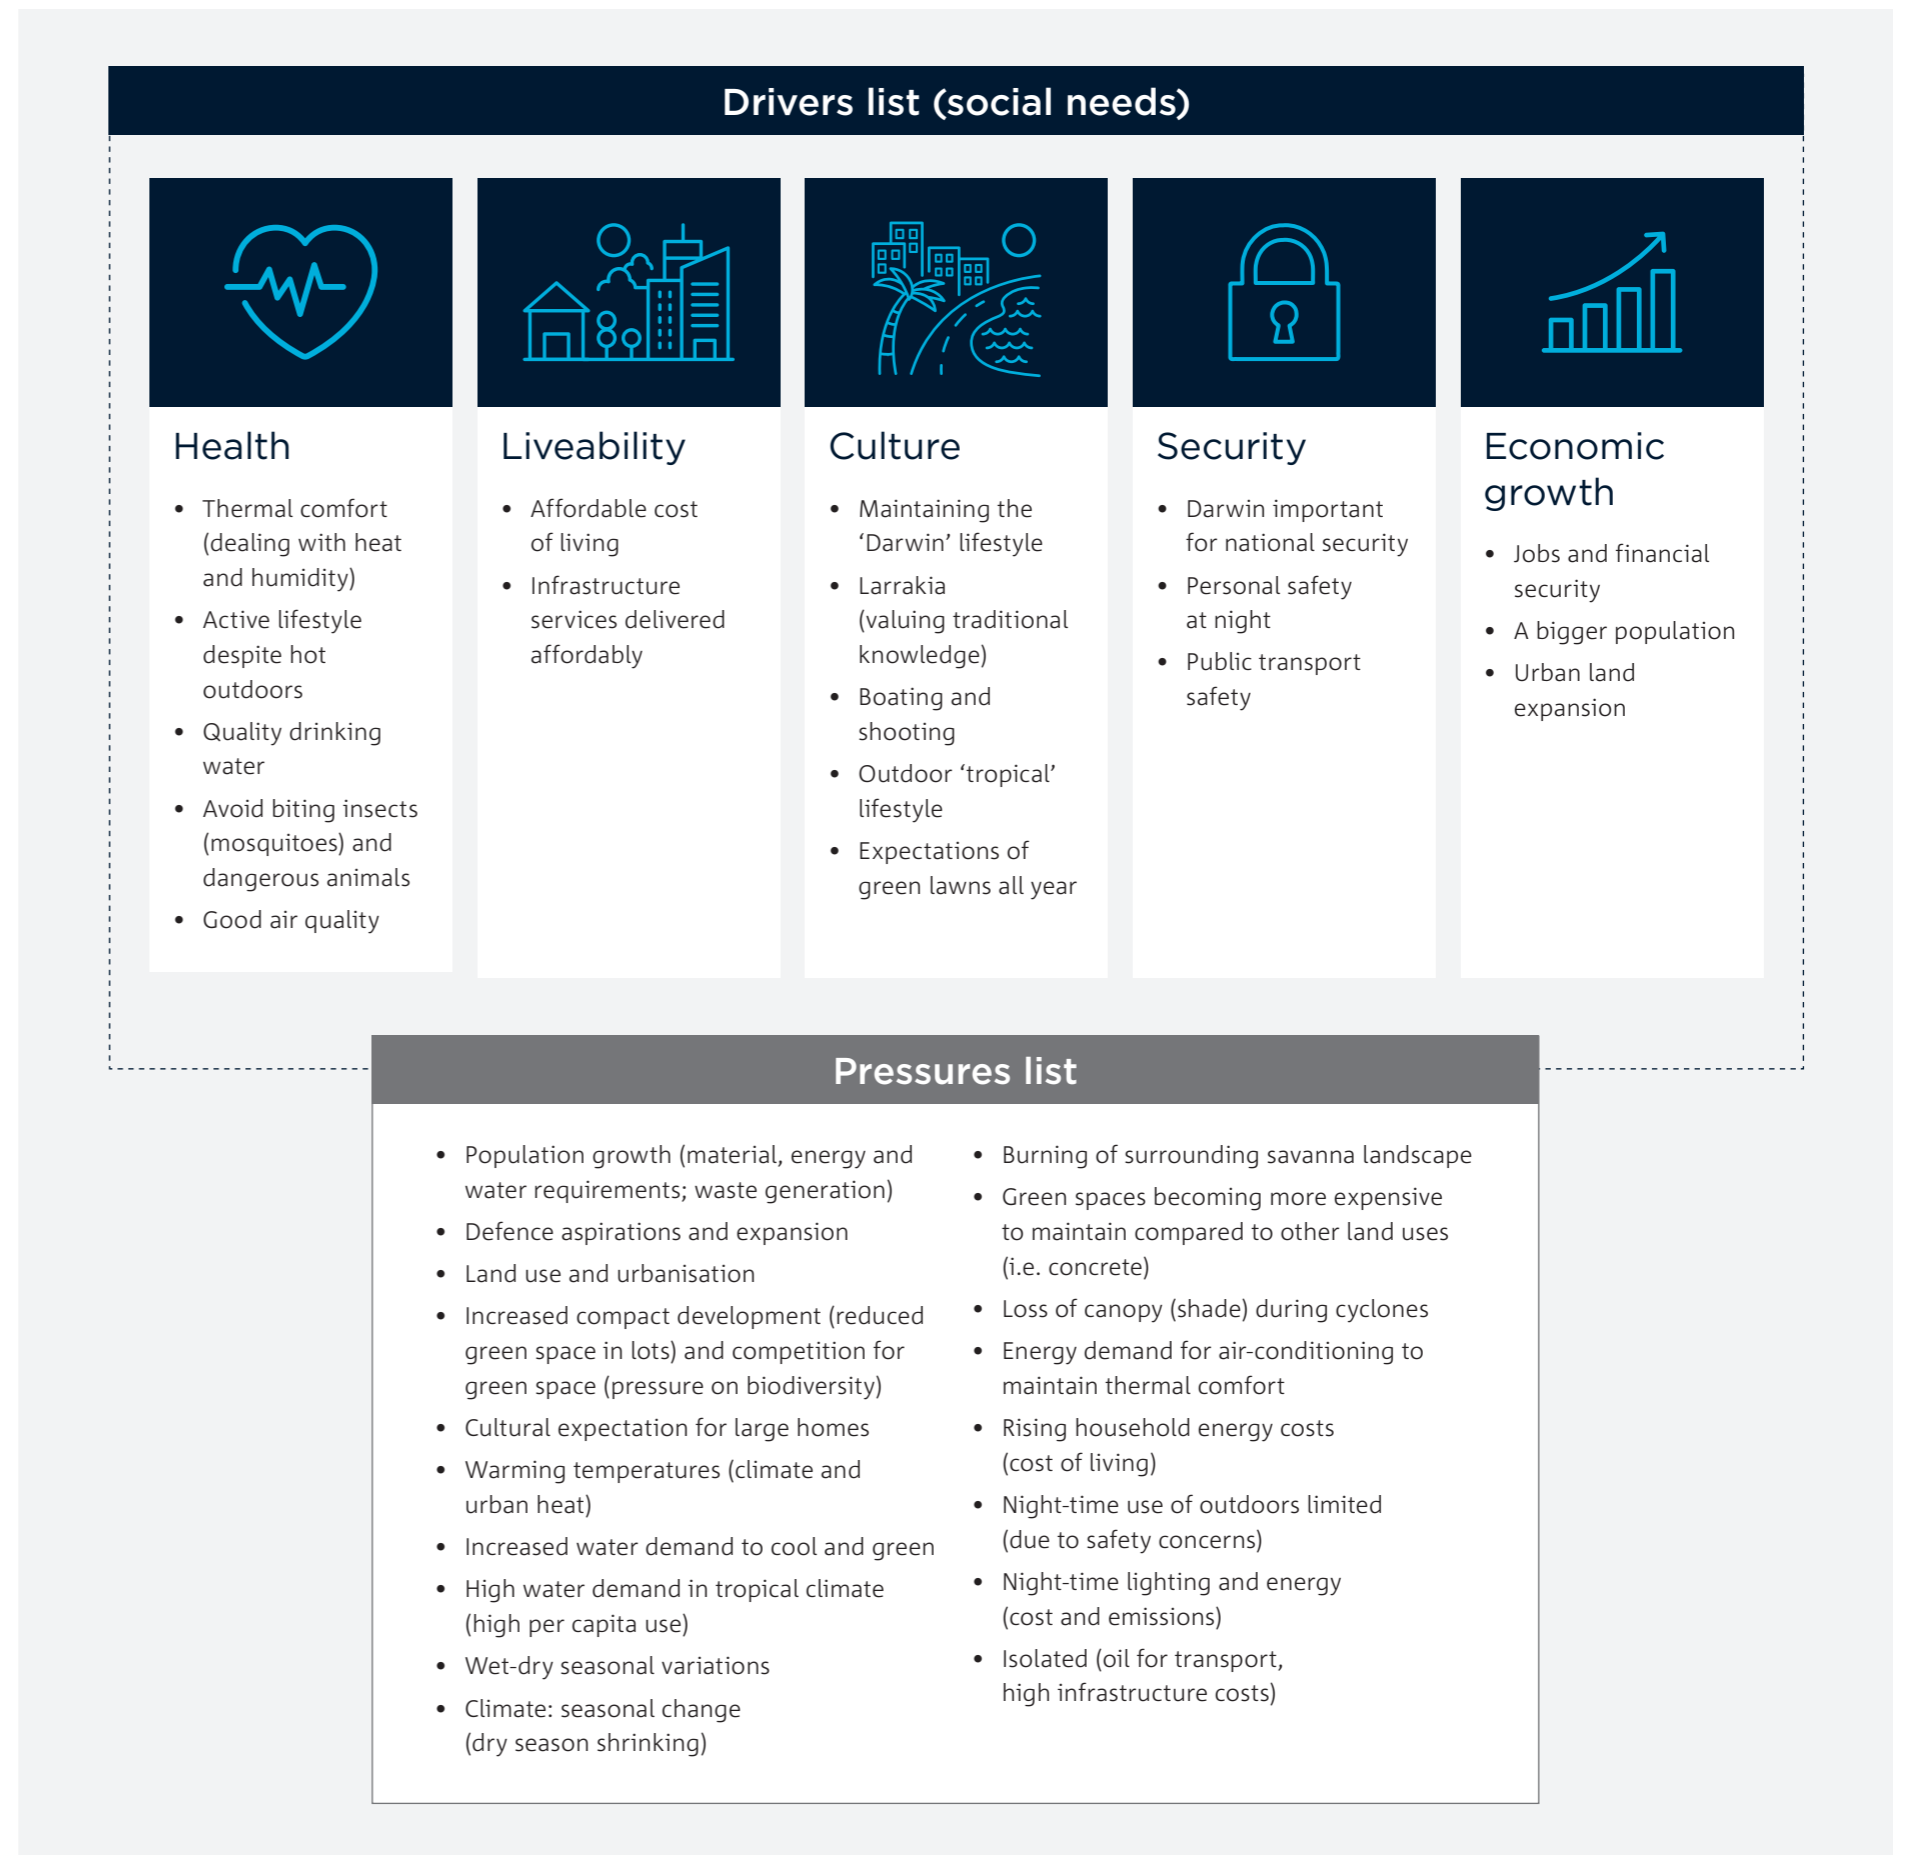 Drivers list (social needs)
Health
• Thermal comfort
(dealing with heat
and humidity)
• Active lifestyle
despite hot
outdoors
• Quality drinking
water
• Avoid biting insects
(mosquitoes) and
dangerous animals
• Good air quality
Liveability
• Affordable cost
of living
• Infrastructure
services delivered
affordably
Culture
• Maintaining the
‘Darwin’ lifestyle
• Larrakia
(valuing traditional
knowledge)
• Boating and
shooting
• Outdoor ‘tropical’
lifestyle
• Expectations of
green lawns all year
Security
• Darwin important
for national security
• Personal safety
at night
• Public transport
safety
Economic
growth
• Jobs and financial
security
• A bigger population
• Urban land
expansion
Pressures list
• Population growth (material, energy and
water requirements; waste generation)
• Defence aspirations and expansion
• Land use and urbanisation
• Increased compact development (reduced
green space in lots) and competition for
green space (pressure on biodiversity)
• Cultural expectation for large homes
• Warming temperatures (climate and
urban heat)
• Increased water demand to cool and green
• High water demand in tropical climate
(high per capita use)
• Wet-dry seasonal variations
• Climate: seasonal change
(dry season shrinking)
• Burning of surrounding savanna landscape
• Green spaces becoming more expensive
to maintain compared to other land uses
(i.e. concrete)
• Loss of canopy (shade) during cyclones
• Energy demand for air-conditioning to
maintain thermal comfort
• Rising household energy costs
(cost of living)
• Night-time use of outdoors limited
(due to safety concerns)
• Night-time lighting and energy
(cost and emissions)
• Isolated (oil for transport,
high infrastructure costs)